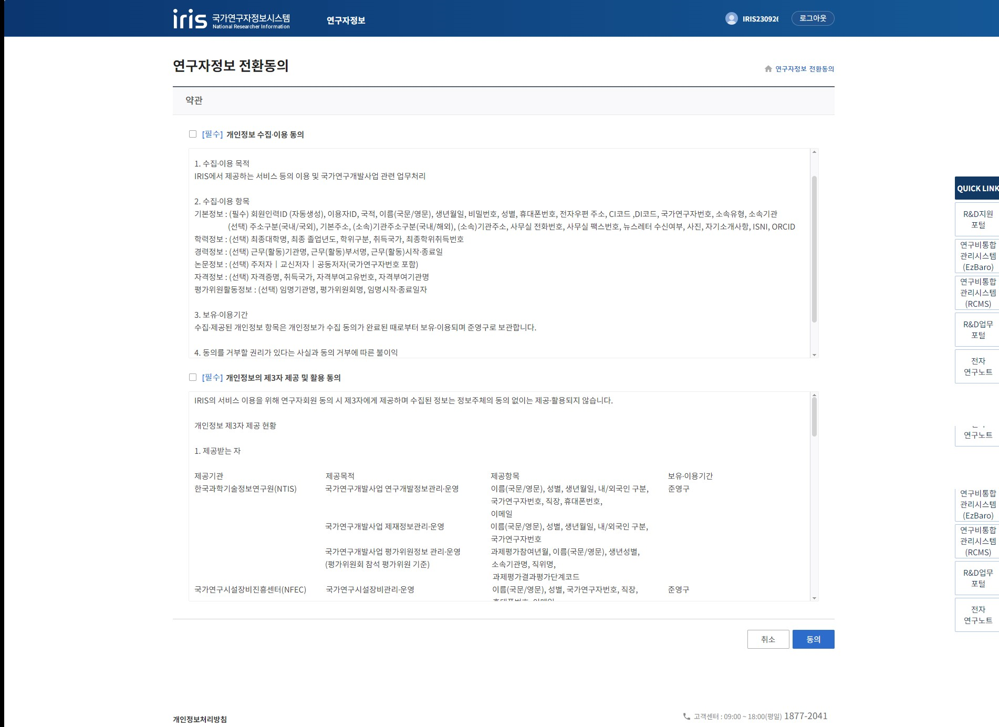 iris 국가연구자정보시스템
National Researcher Information
연구자정보
IRIS230926
로그아웃
연구자정보 전환동의
연구자정보 전환동의
약관
[필수] 개인정보 수집·이용 동의
1. 수집·이용 목적
IRIS에서 제공하는 서비스 등의 이용 및 국가연구개발사업 관련 업무처리
2. 수집·이용 항목
기본정보 : (필수) 회원인력ID (자동생성), 이용자ID, 국적, 이름(국문/영문), 생년월일, 비밀번호, 성별, 휴대폰번호, 전자우편 주소, CI코드 ,DI코드, 국가연구자번호, 소속유형, 소속기관
(선택) 주소구분(국내/국외), 기본주소, (소속)기관주소구분(국내/해외), (소속)기관주소, 사무실 전화번호, 사무실 팩스번호, 뉴스레터 수신여부, 사진, 자기소개사항, ISNI, ORCID
학력정보 : (선택) 최종대학명, 최종 졸업년도, 학위구분, 취득국가, 최종학위취득번호
경력정보 : (선택) 근무(활동)기관명, 근무(활동)부서명, 근무(활동)시작·종료일
논문정보 : (선택) 주저자 | 교신저자 | 공동저자(국가연구자번호 포함)
자격정보 : (선택) 자격증명, 취득국가, 자격부여고유번호, 자격부여기관명
평가위원활동정보 : (선택) 임명기관명, 평가위원회명, 임명시작·종료일자
3. 보유·이용기간
수집·제공된 개인정보 항목은 개인정보가 수집 동의가 완료된 때로부터 보유·이용되며 준영구로 보관합니다.
4. 동의를 거부할 권리가 있다는 사실과 동의 거부에 따른 불이익
[필수] 개인정보의 제3자 제공 및 활용 동의
IRIS의 서비스 이용을 위해 연구자회원 동의 시 제3자에게 제공하며 수집된 정보는 정보주체의 동의 없이는 제공·활용되지 않습니다.
개인정보 제3자 제공 현황
1. 제공받는 자
제공기관 제공목적 제공항목 보유·이용기간
한국과학기술정보연구원(NTIS) 국가연구개발사업 연구개발정보관리·운영 이름(국문/영문), 성별, 생년월일, 내/외국인 구분, 준영구
국가연구자번호, 직장, 휴대폰번호,
이메일
국가연구개발사업 제재정보관리·운영 이름(국문/영문), 성별, 생년월일, 내/외국인 구분,
국가연구자번호
국가연구개발사업 평가위원정보 관리·운영 과제평가참여년월, 이름(국문/영문), 생년성별,
(평가위원회 참석 평가위원 기준) 소속기관명, 직위명,
과제평가결과평가단계코드
국가연구시설장비진흥센터(NFEC) 국가연구시설장비관리·운영 이름(국문/영문), 성별, 국가연구자번호, 직장, 준영구
취소
동의
개인정보처리방침
고객센터 : 09:00 ~ 18:00(평일) 1877-2041
QUICK LINK
R&D지원
포털
연구비통합
관리시스템
(EzBaro)
연구비통합
관리시스템
(RCMS)
R&D업무
포털
전자
연구노트
연구노트
연구비통합
관리시스템
(EzBaro)
연구비통합
관리시스템
(RCMS)
R&D업무
포털
전자
연구노트